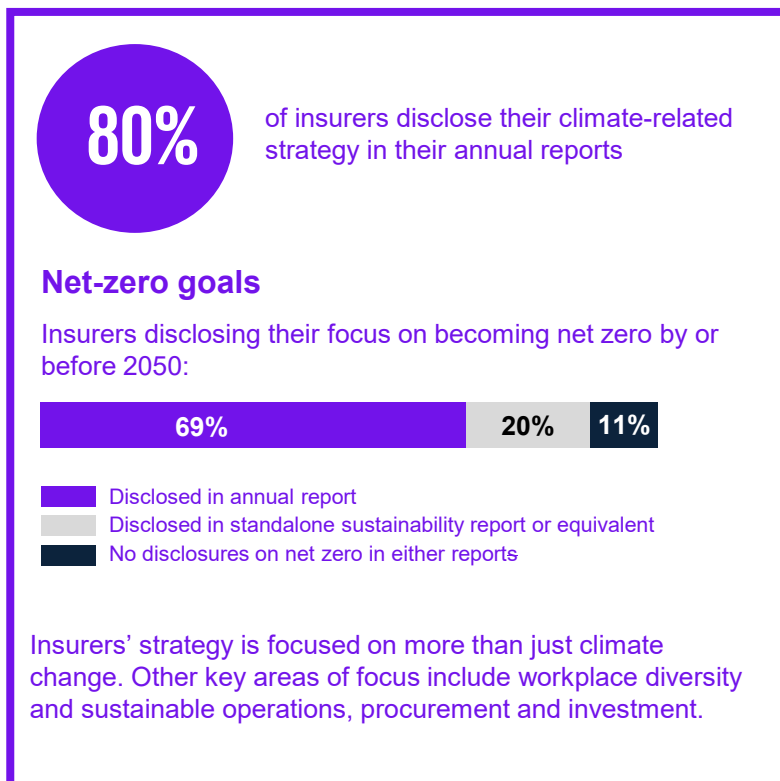 80%
of insurers disclose their climate-related
strategy in their annual reports
Net-zero goals
Insurers disclosing their focus on becoming net zero by or
before 2050:
69% 20% 11%
Disclosed in annual report
Disclosed in standalone sustainability report or equivalent
No disclosures on net zero in either reports
Insurers’ strategy is focused on more than just climate
change. Other key areas of focus include workplace diversity
and sustainable operations, procurement and investment.